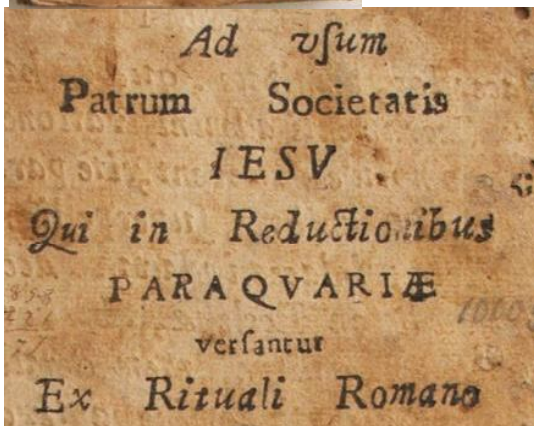 Ad vſum
Patrum Societatis
IESV
Qui in Reductionibus
PARAQVARIÆ
verſantur
Ex Rituali Romano